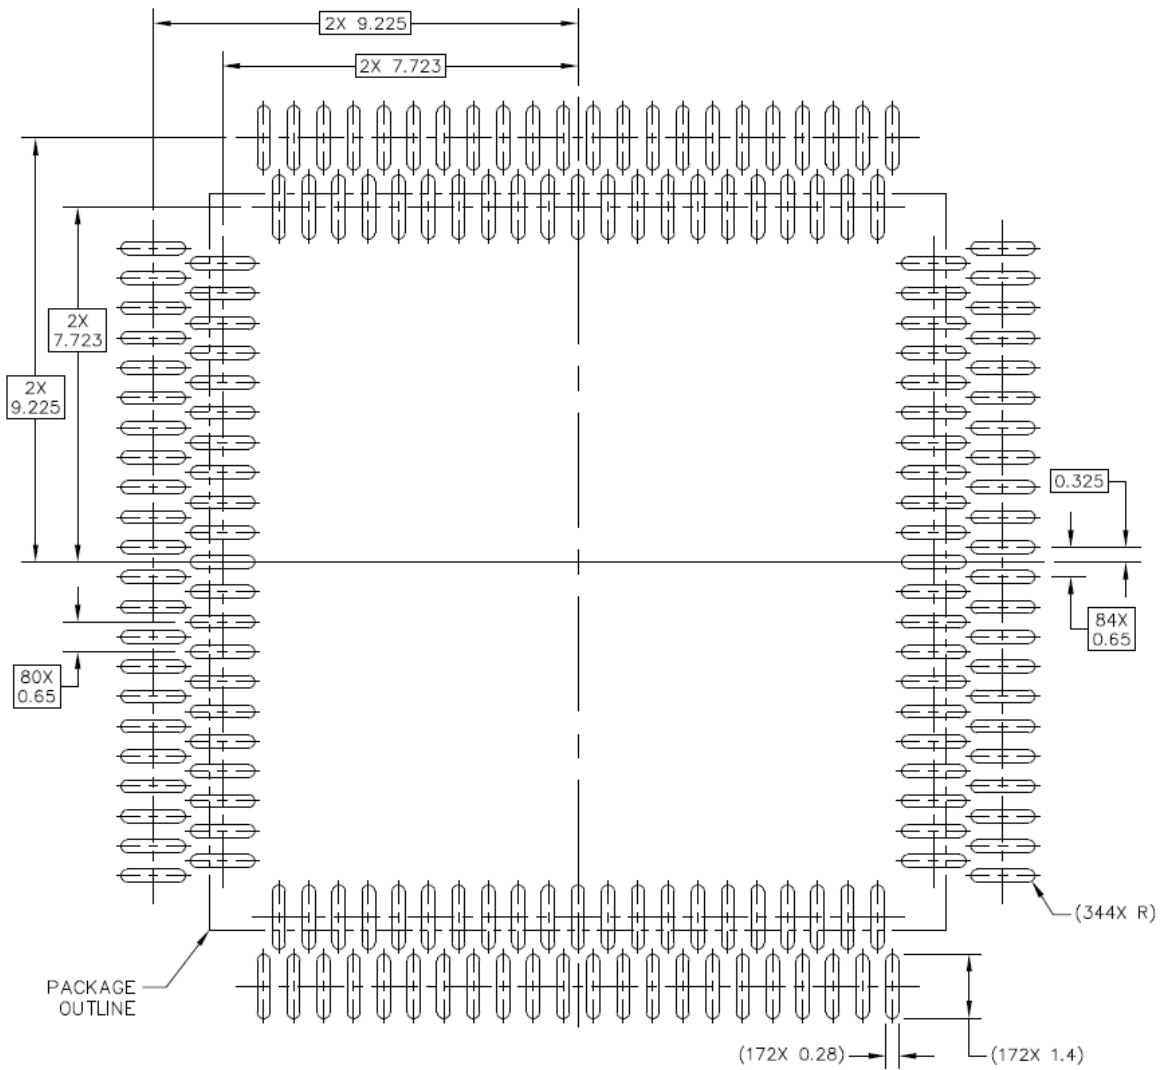 2X 9.225
2X 7.723
2X
7.723
2X
9.225
0.325
84X
0.65
80X
0.65
(344X R)
PACKAGE
OUTLINE
(172X 0.28)
(172X 1.4)